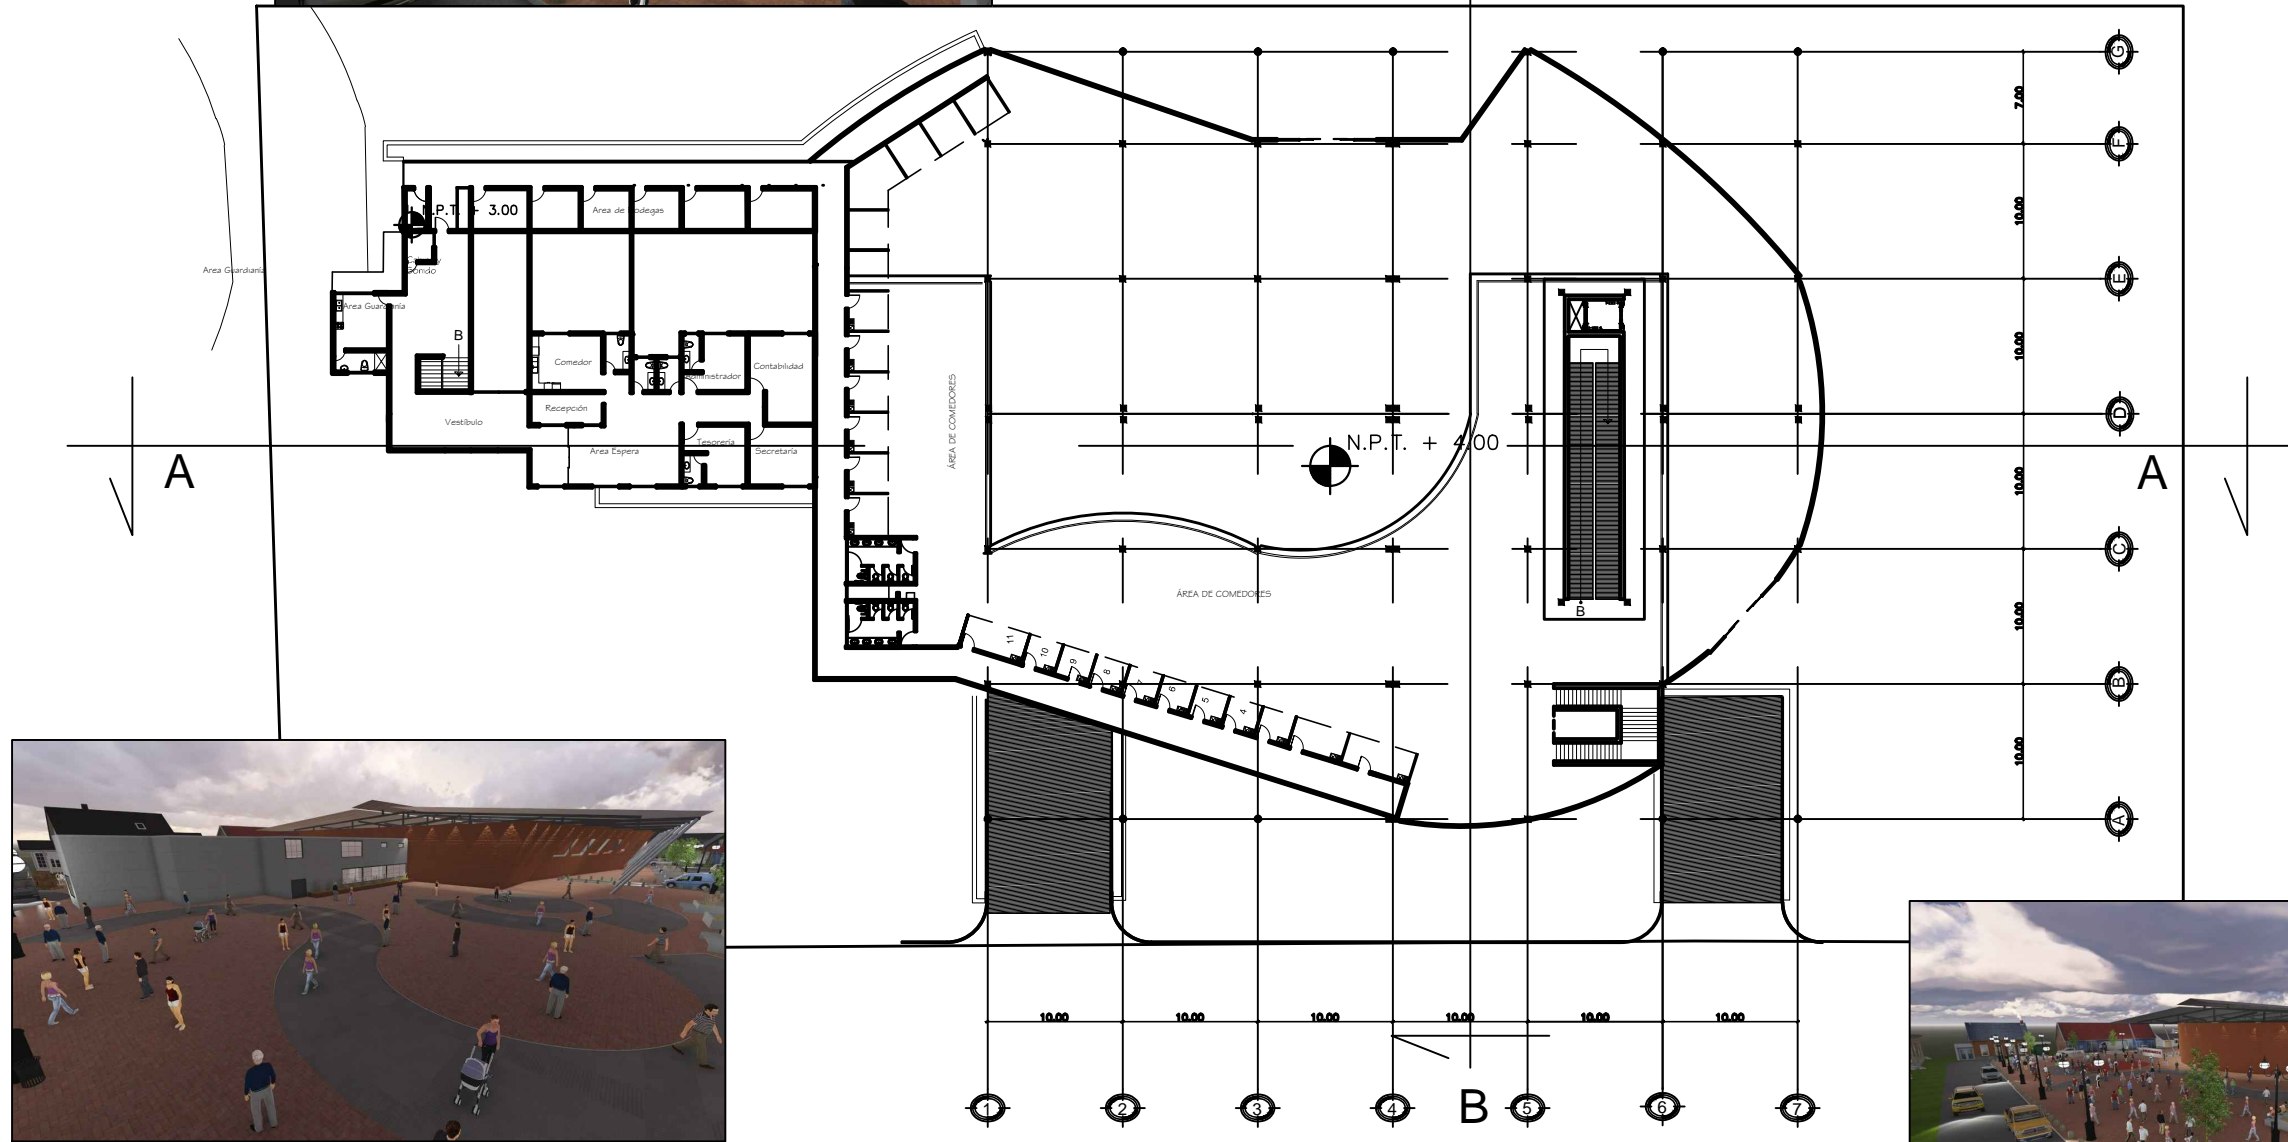 G
7.00
F
N.P.T. + 3.00
Area de Bodegas
10.00
Area Guardianía
Sonido
E
Area Guardianía
B
10.00
Comedor
Administrador
Contabilidad
ÁREA DE COMEDORES
Recepción
D
Vestíbulo
Tesorería
N.P.T. + 4.00
Area Espera
Secretaría
A
A
10.00
C
ÁREA DE COMEDORES
B
10.00
11
10
9
8
7
6
5
4
B
10.00
A
10.00
10.00
10.00
10.00
10.00
10.00
1
2
3
4
B
5
6
7